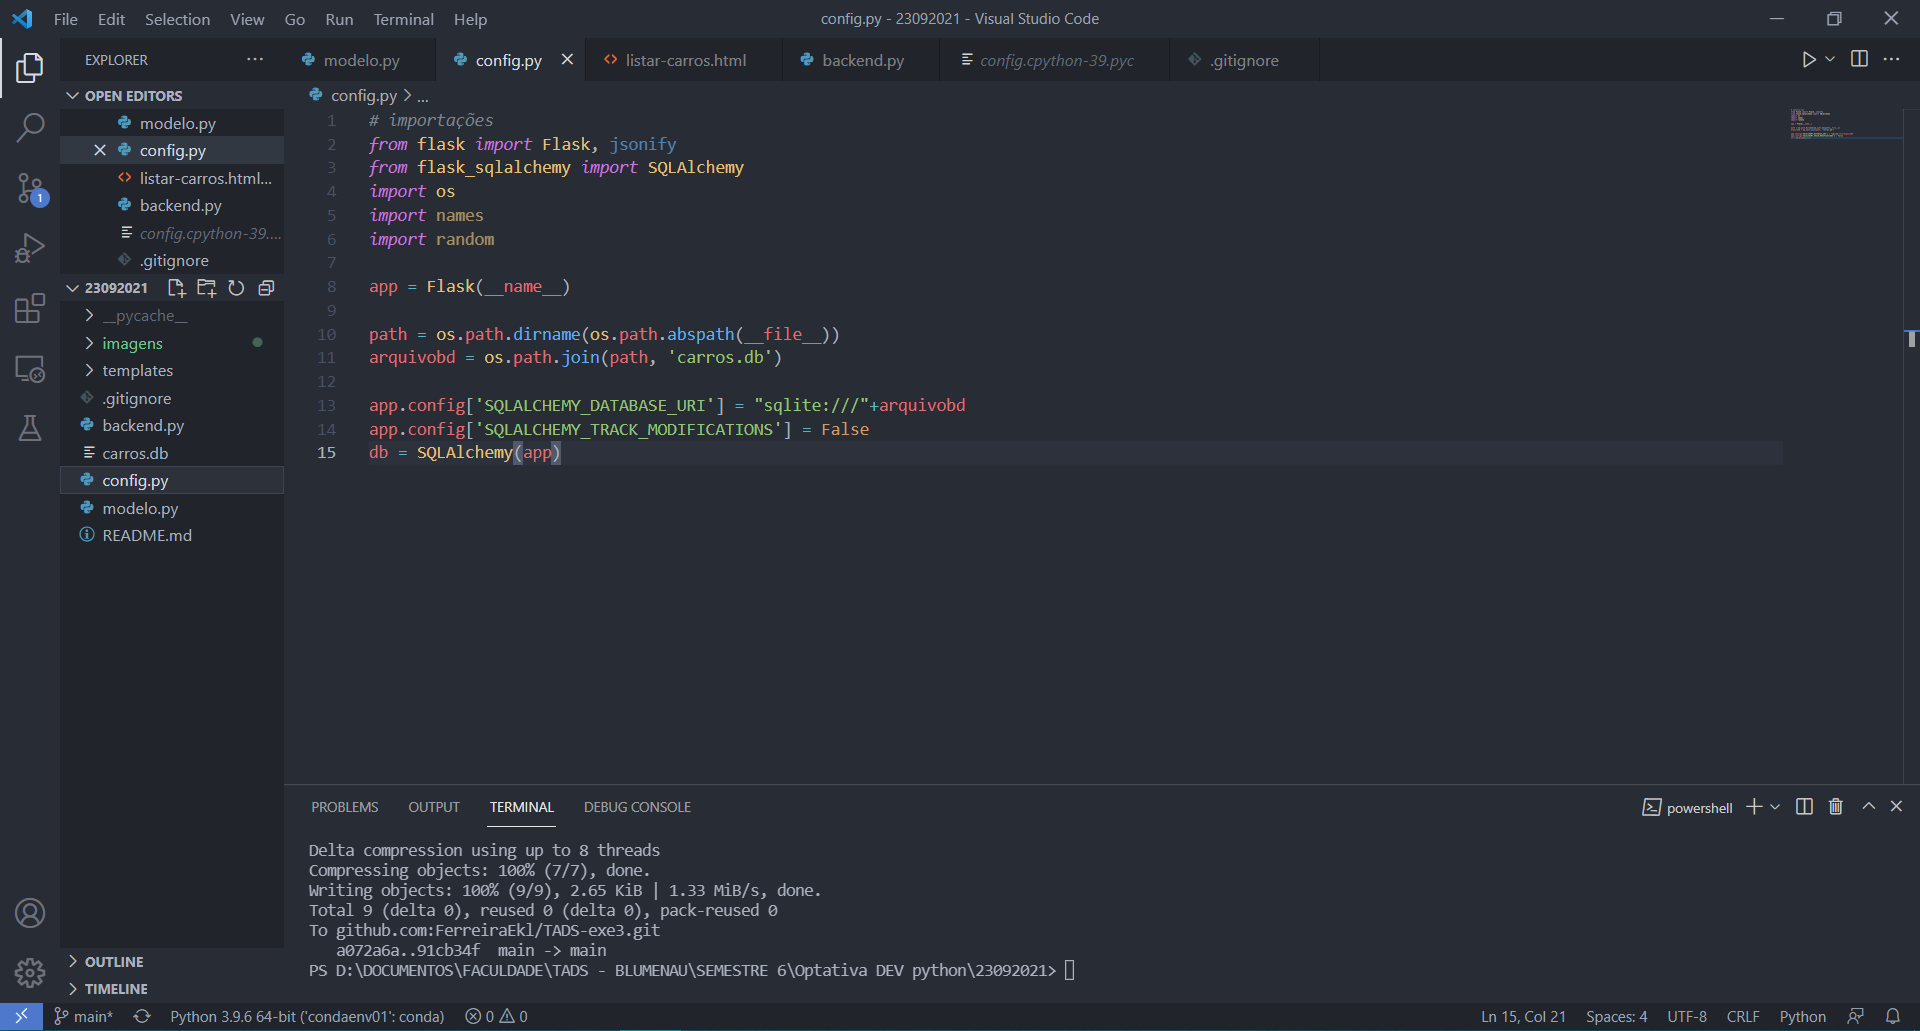 File Edit Selection View Go Run Terminal Help
config.py - 23092021 - Visual Studio Code
EXPLORER
modelo.py
config.py
listar-carros.html
backend.py
config.cpython-39.pyc
.gitignore
OPEN EDITORS
modelo.py
config.py
listar-carros.html...
backend.py
config.cpython-39....
.gitignore
1
23092021
__pycache__
imagens
templates
.gitignore
backend.py
carros.db
config.py
modelo.py
README.md
OUTLINE
TIMELINE
config.py > ...
1 # importações
2 from flask import Flask, jsonify
3 from flask_sqlalchemy import SQLAlchemy
4 import os
5 import names
6 import random
7
8 app = Flask(__name__)
9
10 path = os.path.dirname(os.path.abspath(__file__))
11 arquivobd = os.path.join(path, 'carros.db')
12
13 app.config['SQLALCHEMY_DATABASE_URI'] = "sqlite:///"+arquivobd
14 app.config['SQLALCHEMY_TRACK_MODIFICATIONS'] = False
15 db = SQLAlchemy(app)
PROBLEMS OUTPUT TERMINAL DEBUG CONSOLE
powershell
Delta compression using up to 8 threads
Compressing objects: 100% (7/7), done.
Writing objects: 100% (9/9), 2.65 KiB | 1.33 MiB/s, done.
Total 9 (delta 0), reused 0 (delta 0), pack-reused 0
To github.com:FerreiraEkl/TADS-exe3.git
a072a6a..91cb34f main -> main
PS D:\DOCUMENTOS\FACULDADE\TADS - BLUMENAU\SEMESTRE 6\Optativa DEV python\23092021>
main* Python 3.9.6 64-bit ('condaenv01': conda) 0 0
Ln 15, Col 21 Spaces: 4 UTF-8 CRLF Python